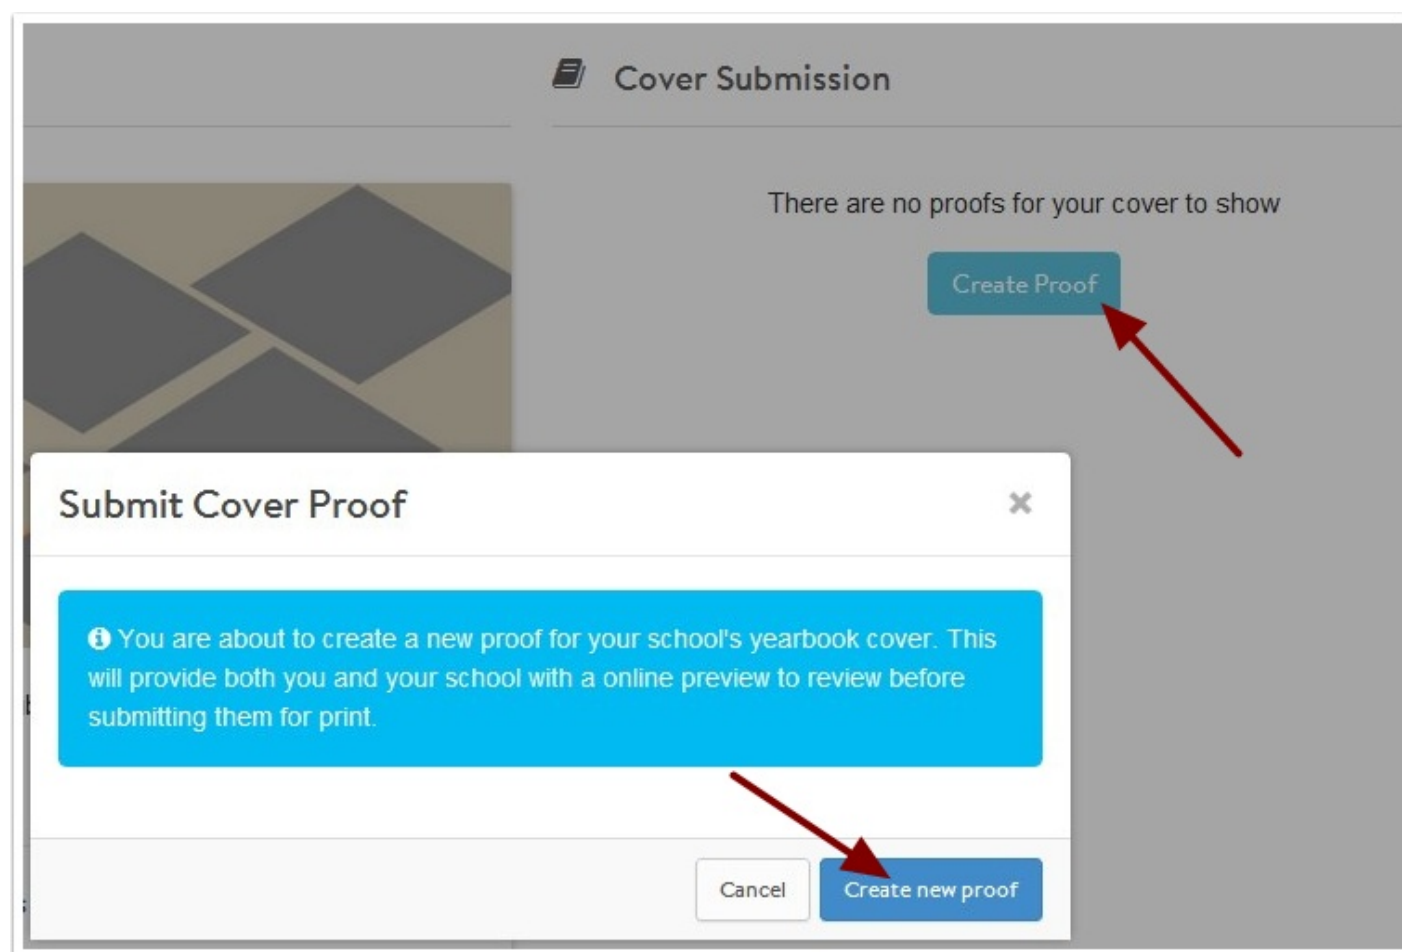 Cover Submission
There are no proofs for your cover to show
Create Proof
Submit Cover Proof
You are about to create a new proof for your school's yearbook cover. This
will provide both you and your school with a online preview to review before
submitting them for print.
Cancel
Create new proof